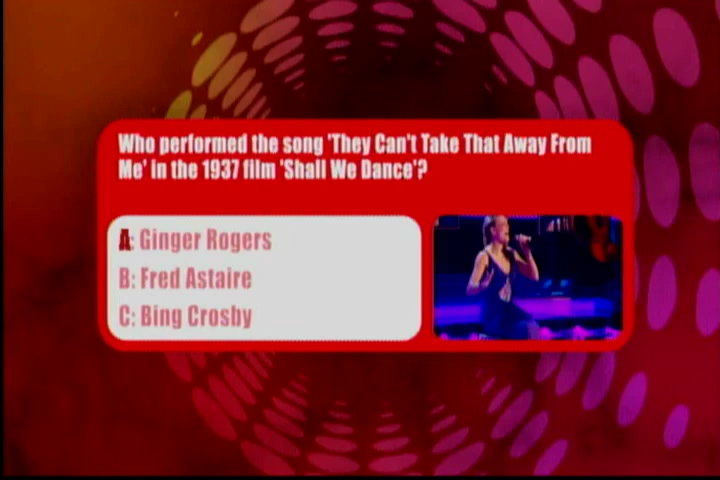 Who performed the song 'They Can't Take That Away From
Me' in the 1937 film 'Shall We Dance'?
A: Ginger Rogers
B: Fred Astaire
C: Bing Crosby